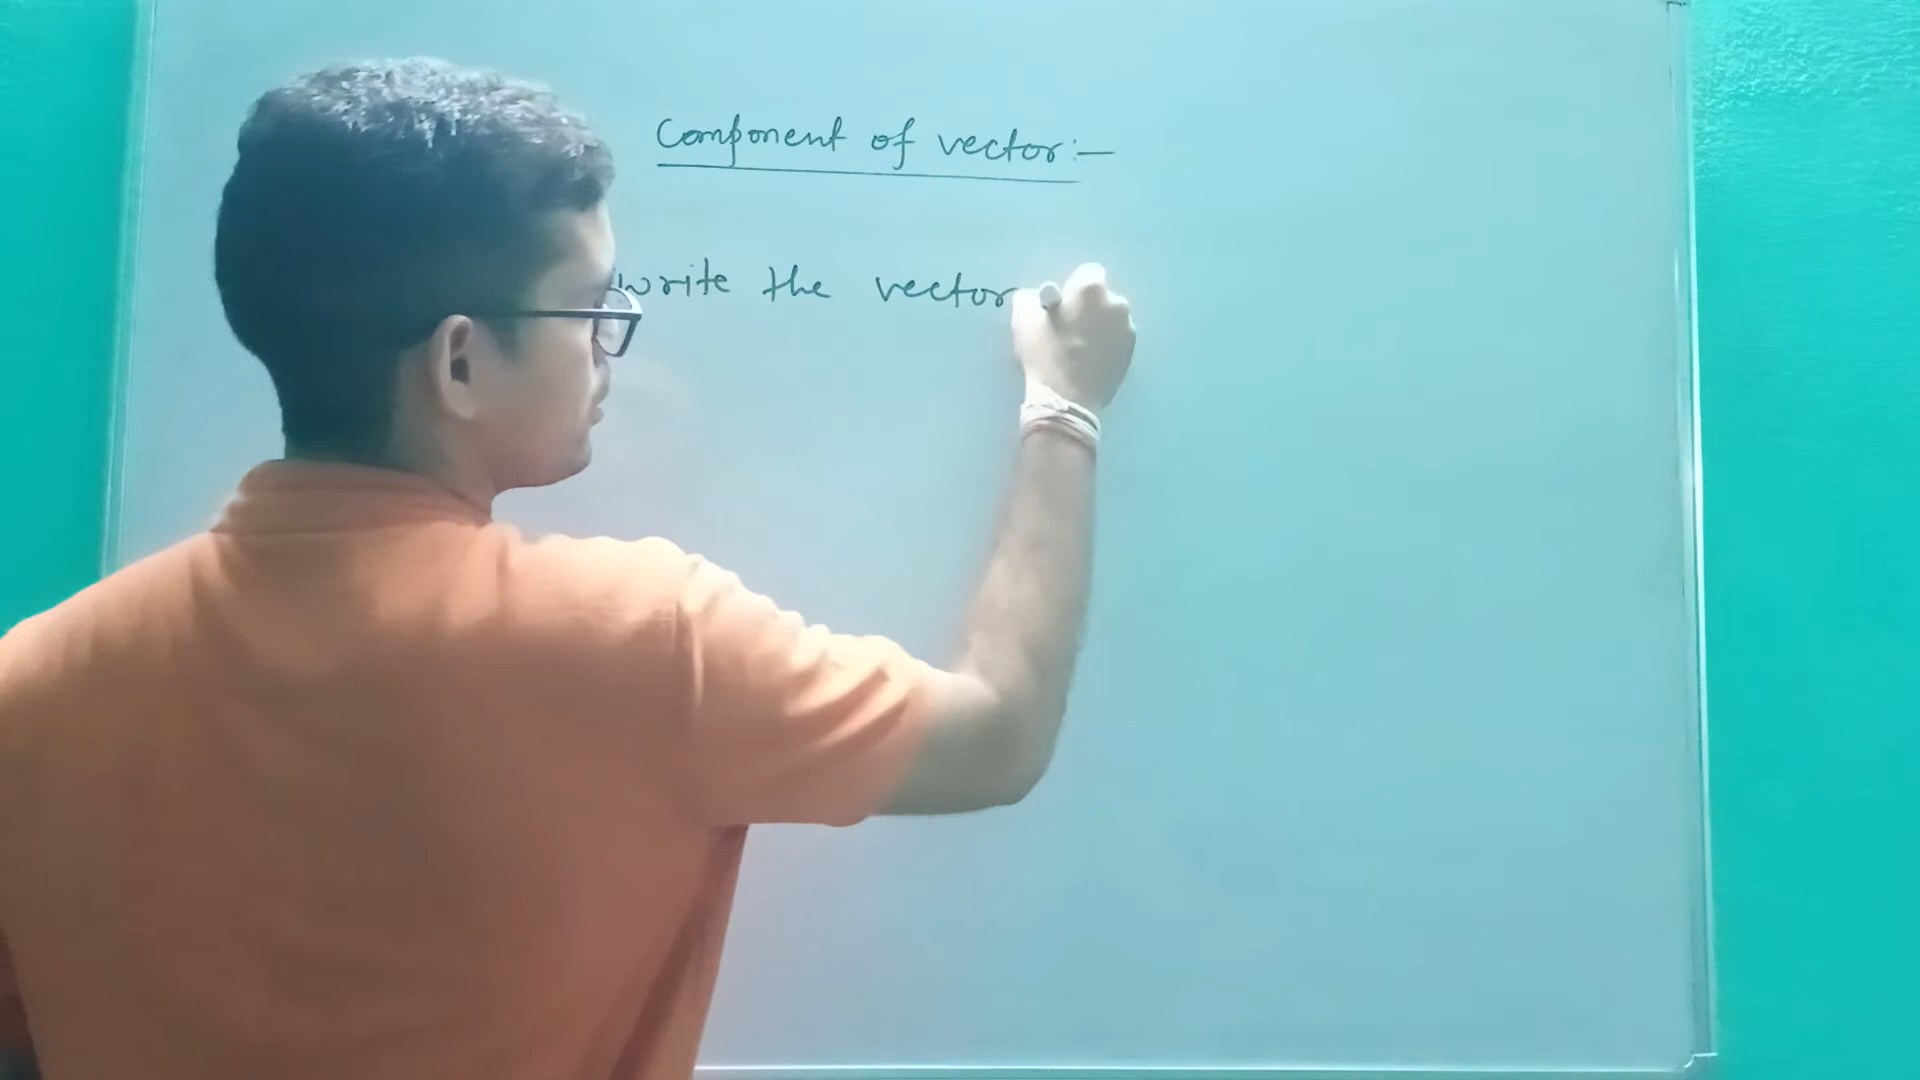 Component of vector:—
write the vector